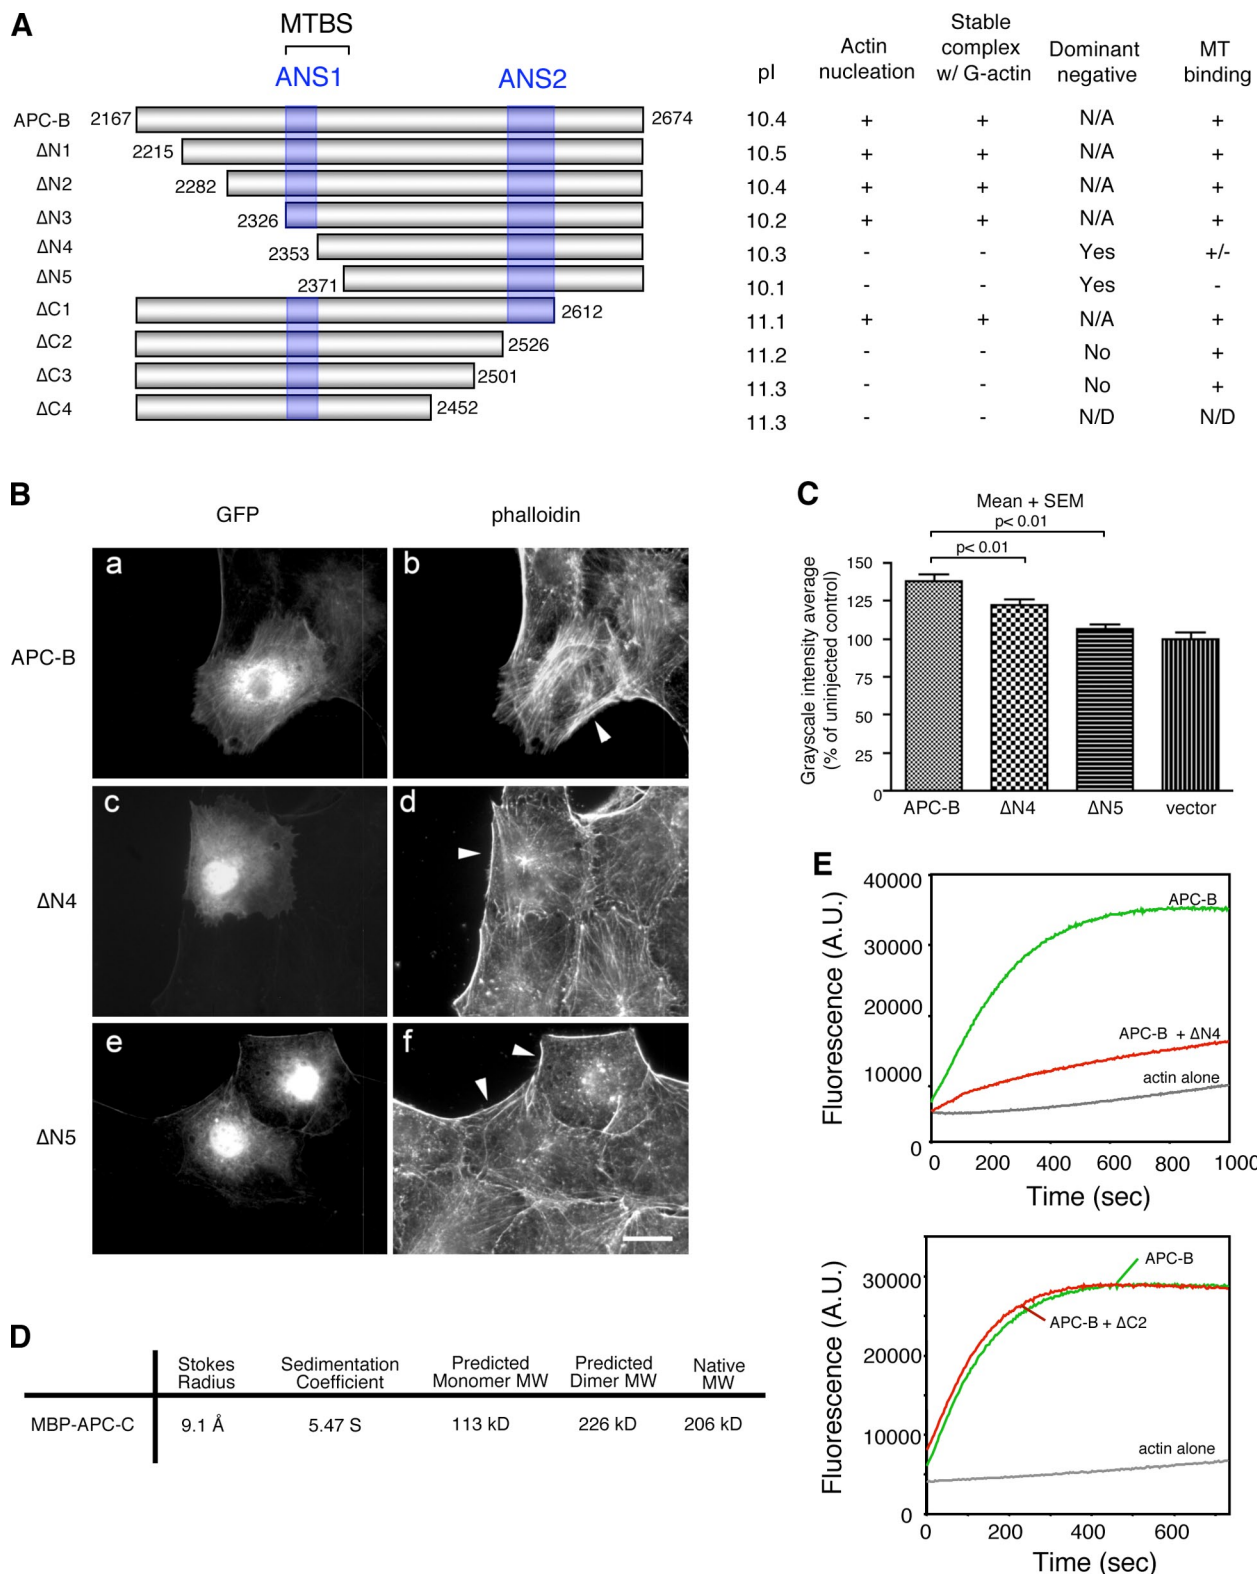 A
MTBS
ANS1 ANS2
pI
Actin nucleation
Stable complex w/ G-actin
Dominant negative
MT binding
APC-B 2167 2674 10.4 + + N/A +
ΔN1 2215 10.5 + + N/A +
ΔN2 2282 10.4 + + N/A +
ΔN3 2326 10.2 + + N/A +
ΔN4 2353 10.3 - - Yes +/-
ΔN5 2371 10.1 - - Yes -
ΔC1 2612 11.1 + + N/A +
ΔC2 2526 11.2 - - No +
ΔC3 2501 11.3 - - No +
ΔC4 2452 11.3 - - N/D N/D
B
GFP phalloidin
APC-B
a b
ΔN4
c d
ΔN5
e f
C
Mean + SEM
p< 0.01
p< 0.01
Grayscale intensity average
(% of uninjected control)
150
125
100
75
50
25
0
APC-B ΔN4 ΔN5 vector
D
Stokes Radius
Sedimentation Coefficient
Predicted Monomer MW
Predicted Dimer MW
Native MW
MBP-APC-C 9.1 Å 5.47 S 113 kD 226 kD 206 kD
E
Fluorescence (A.U.)
40000
30000
20000
10000
0
APC-B
APC-B + ΔN4
actin alone
0 200 400 600 800 1000
Time (sec)
Fluorescence (A.U.)
30000
20000
10000
0
APC-B
APC-B + ΔC2
actin alone
0 200 400 600
Time (sec)